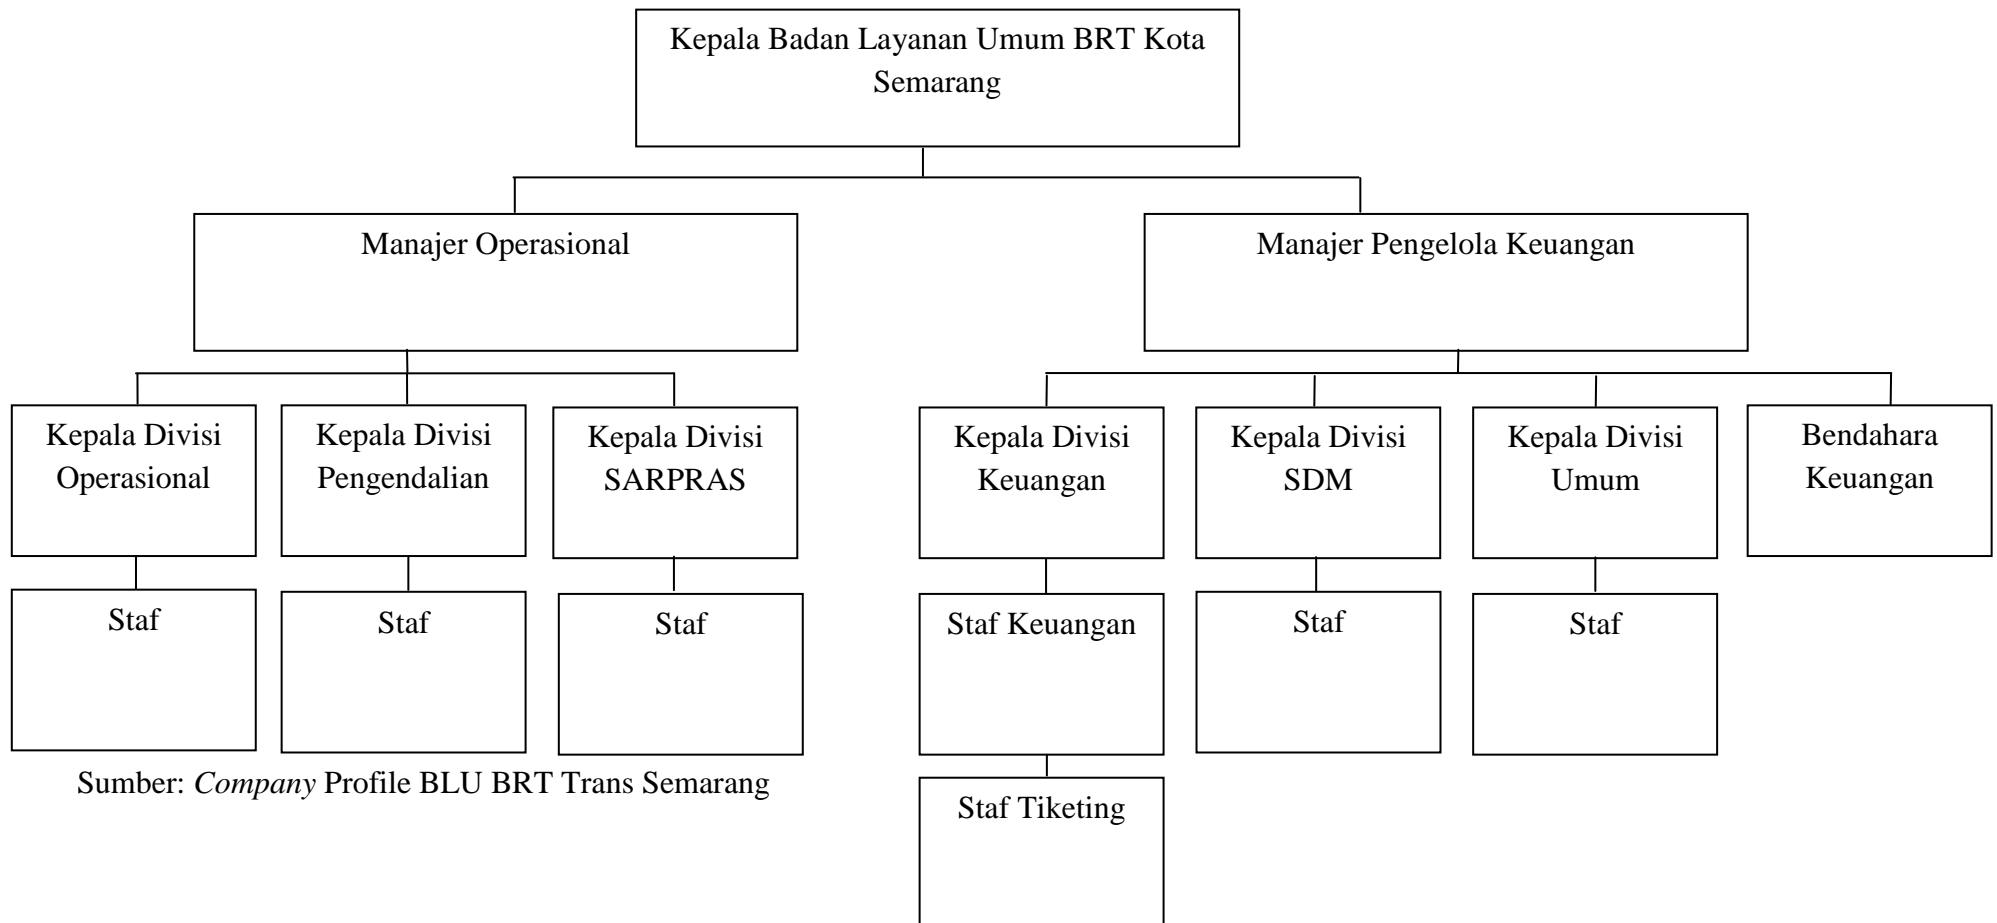 Kepala Badan Layanan Umum BRT Kota
Semarang
Manajer Operasional
Manajer Pengelola Keuangan
Kepala Divisi
Operasional
Kepala Divisi
Pengendalian
Kepala Divisi
SARPRAS
Kepala Divisi
Keuangan
Kepala Divisi
SDM
Kepala Divisi
Umum
Bendahara
Keuangan
Staf
Staf
Staf
Staf Keuangan
Staf
Staf
Sumber: Company Profile BLU BRT Trans Semarang
Staf Tiketing